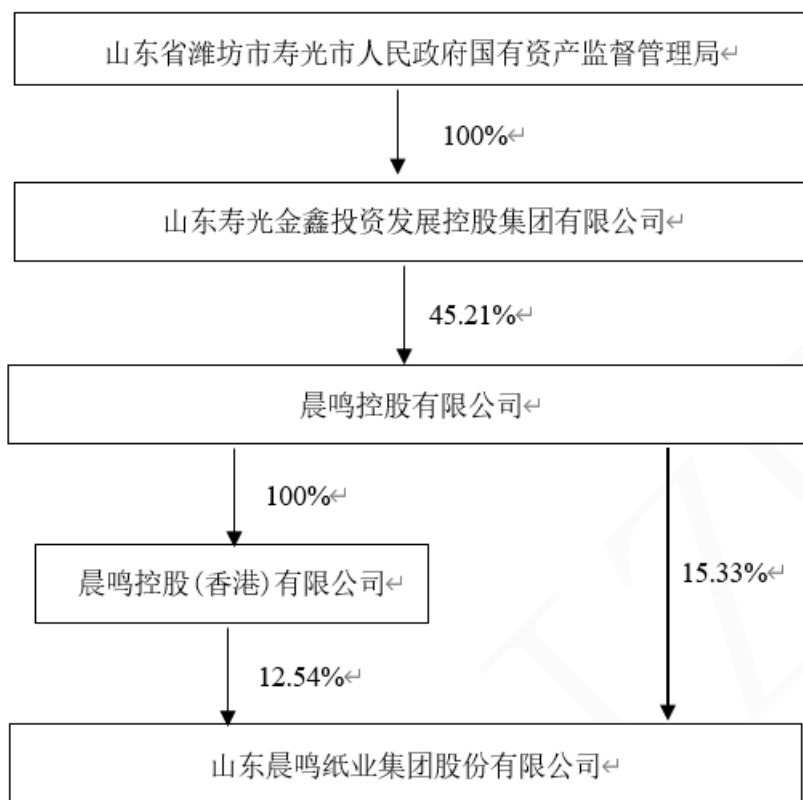 山东省潍坊市寿光市人民政府国有资产监督管理局↵
100%↵
山东寿光金鑫投资发展控股集团有限公司↵
45.21%↵
晨鸣控股有限公司↵
100%↵
晨鸣控股(香港)有限公司↵
15.33%↵
12.54%↵
山东晨鸣纸业集团股份有限公司↵